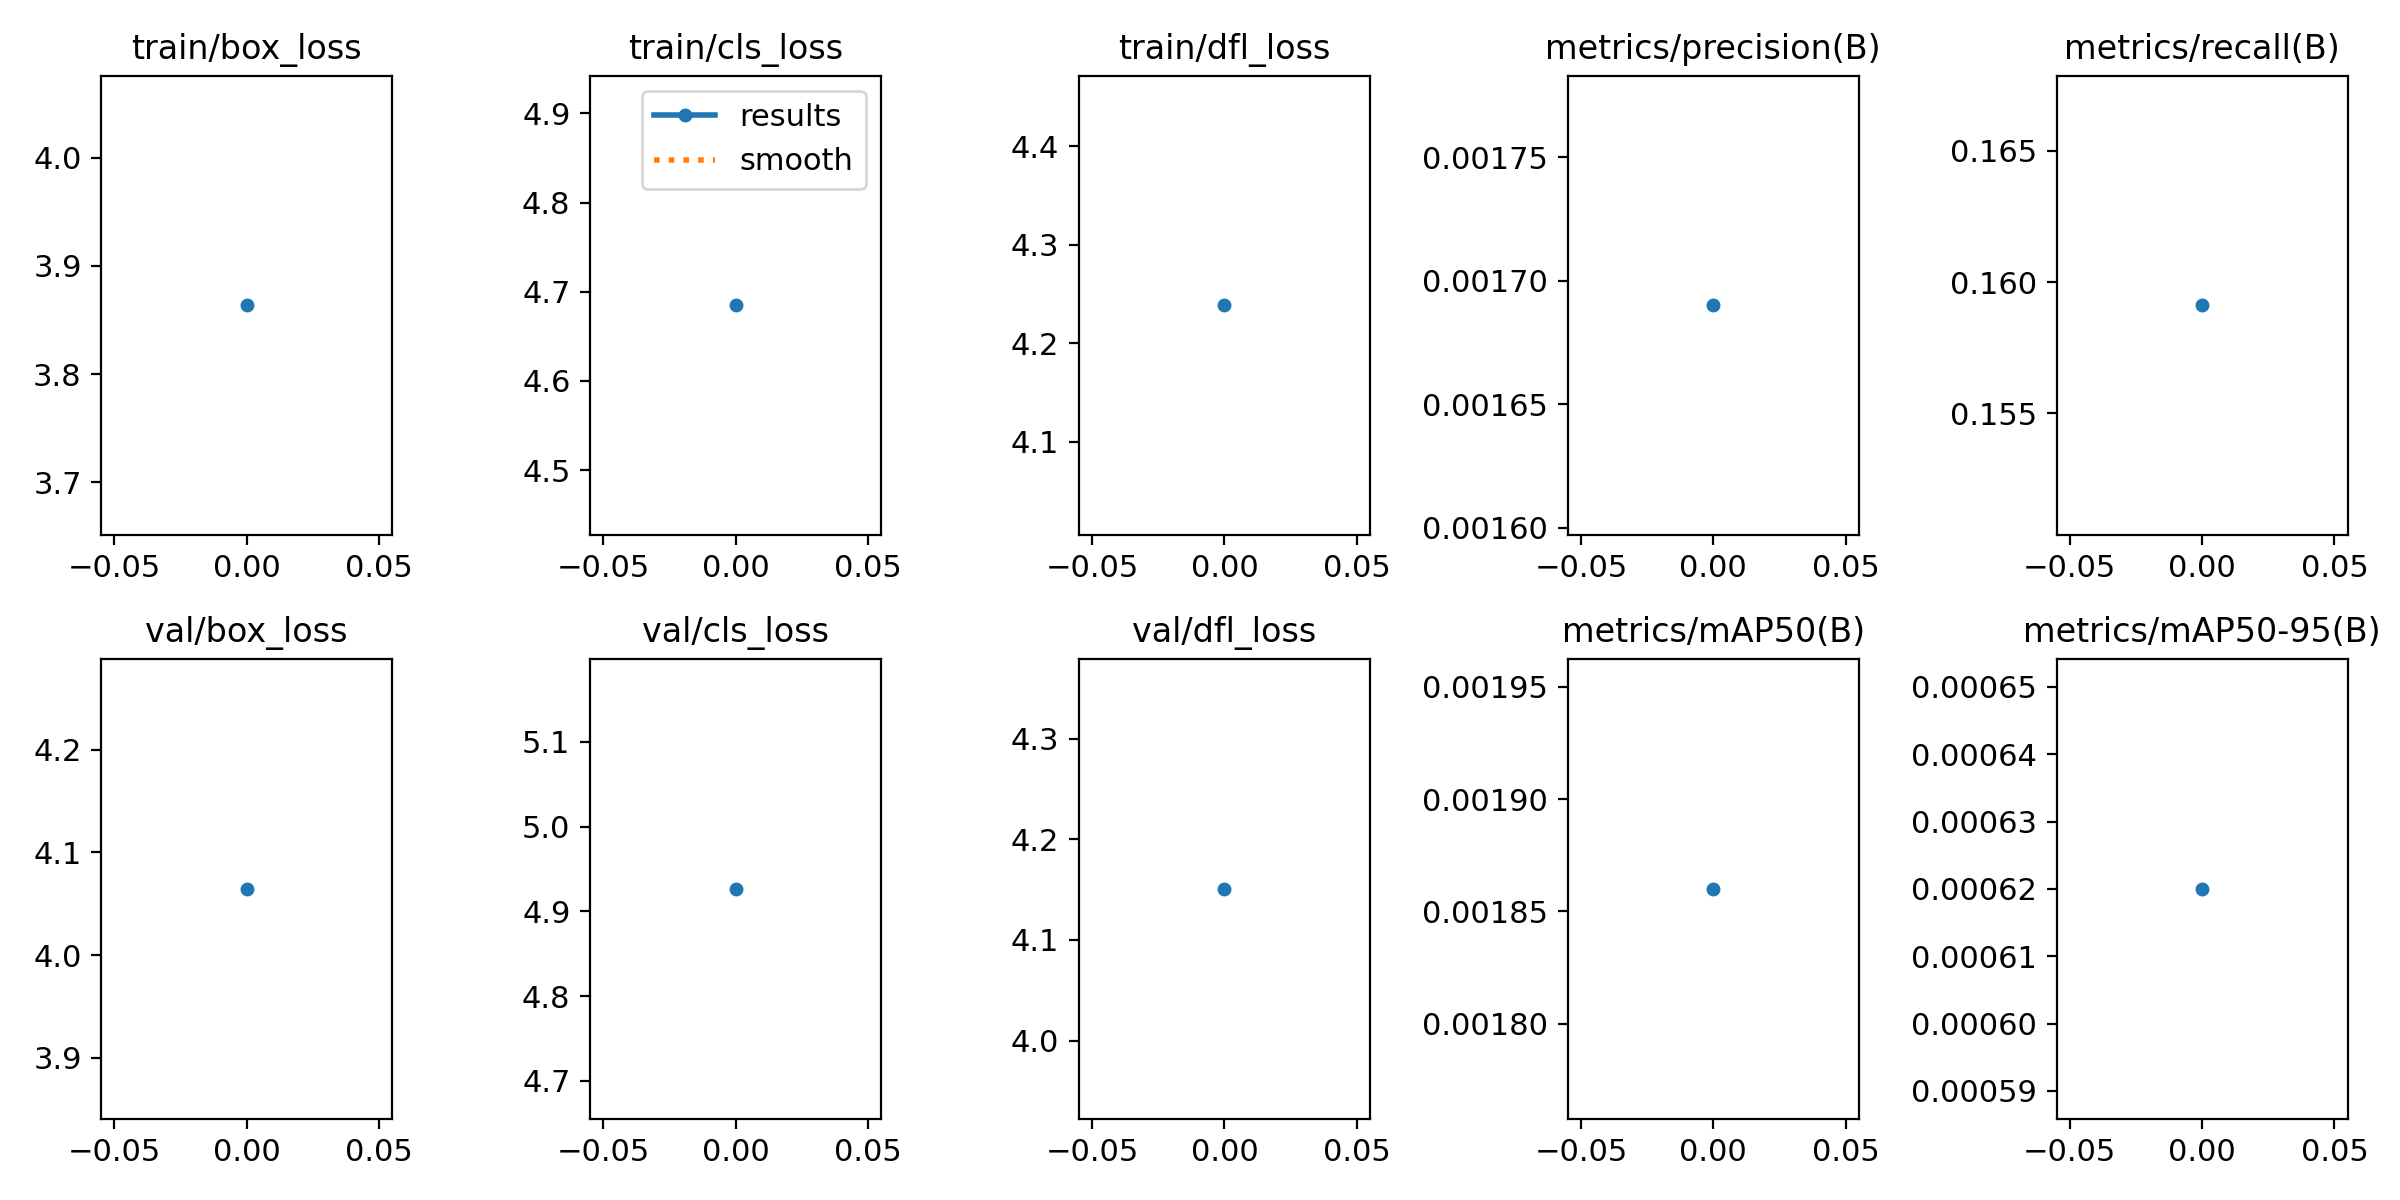 train/box_loss
4.0
3.9
3.8
3.7
−0.05 0.00 0.05
train/cls_loss
results
smooth
4.9
4.8
4.7
4.6
4.5
−0.05 0.00 0.05
train/dfl_loss
4.4
4.3
4.2
4.1
−0.05 0.00 0.05
metrics/precision(B)
0.00175
0.00170
0.00165
0.00160
−0.05 0.00 0.05
metrics/recall(B)
0.165
0.160
0.155
−0.05 0.00 0.05
val/box_loss
4.2
4.1
4.0
3.9
−0.05 0.00 0.05
val/cls_loss
5.1
5.0
4.9
4.8
4.7
−0.05 0.00 0.05
val/dfl_loss
4.3
4.2
4.1
4.0
−0.05 0.00 0.05
metrics/mAP50(B)
0.00195
0.00190
0.00185
0.00180
−0.05 0.00 0.05
metrics/mAP50-95(B)
0.00065
0.00064
0.00063
0.00062
0.00061
0.00060
0.00059
−0.05 0.00 0.05